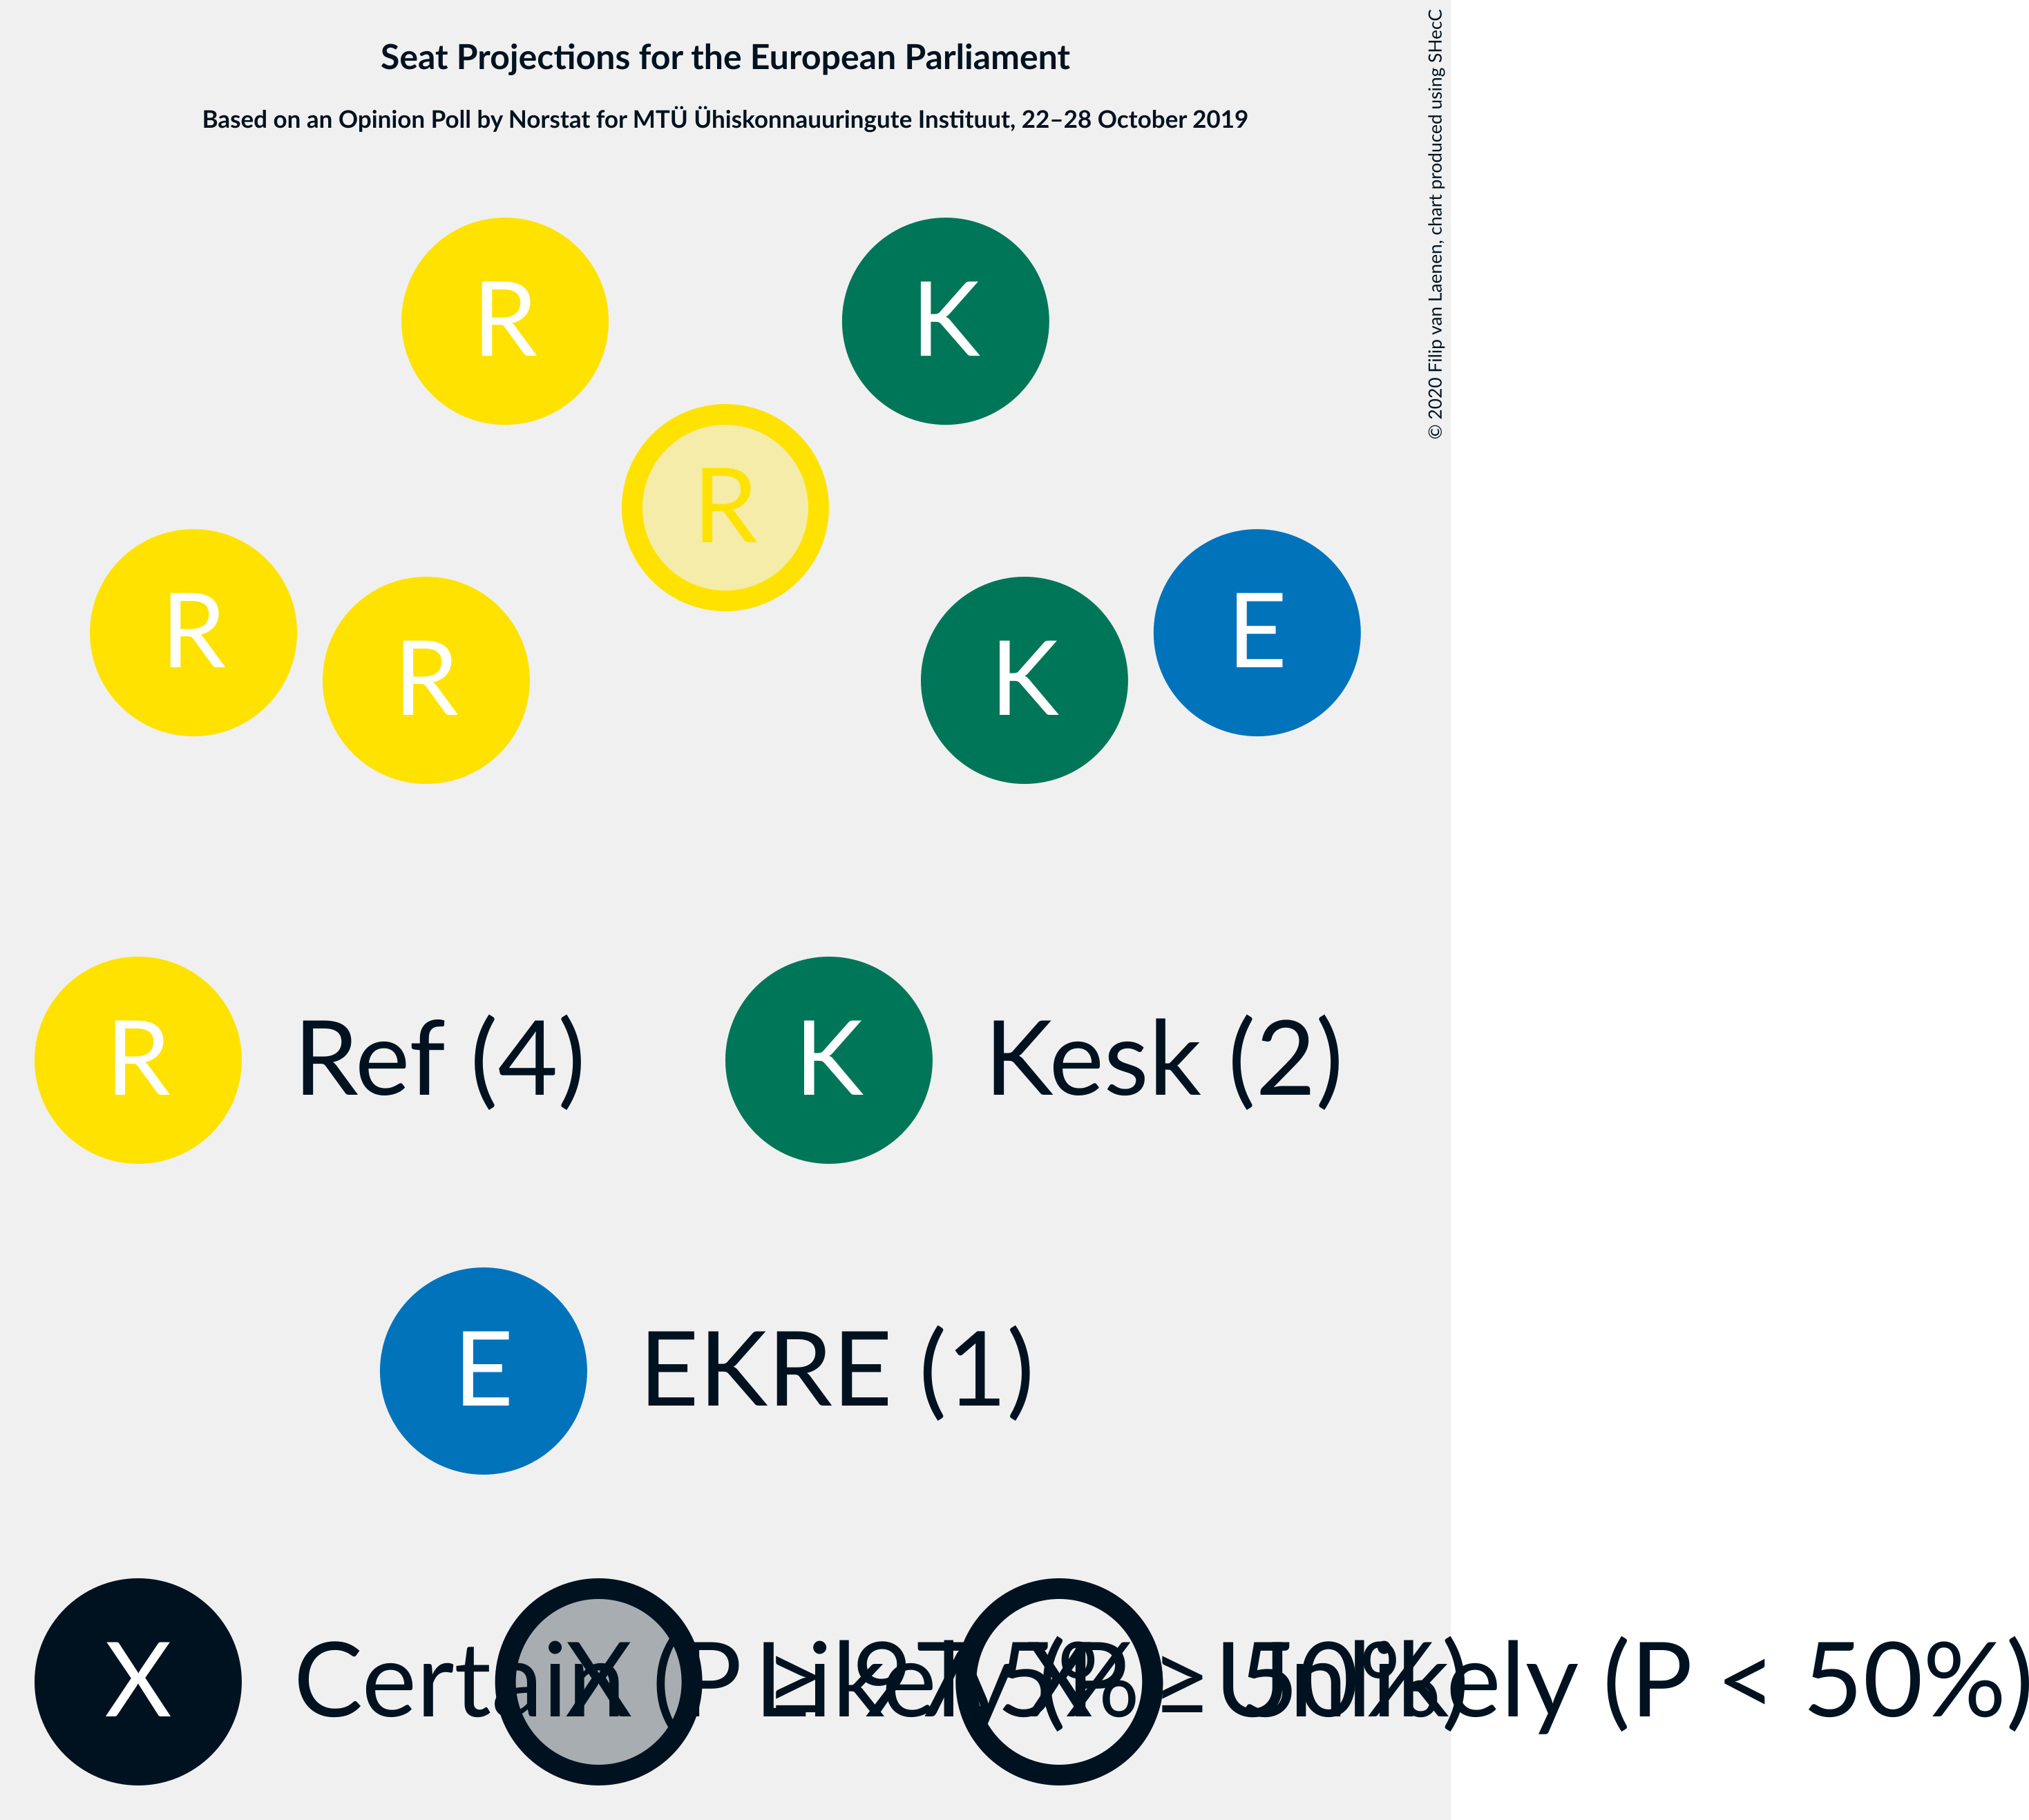 Seat Projections for the European Parliament
Based on an Opinion Poll by Norstat for MTÜ Ühiskonnauuringute Instituut, 22–28 October 2019
© 2020 Filip van Laenen, chart produced using SHecC
R
K
R
R
R
K
E
R Ref (4)
K Kesk (2)
E EKRE (1)
X Certain (P ≥ 95%)
X Likely (P ≥ 50%)
X Unlikely (P < 50%)